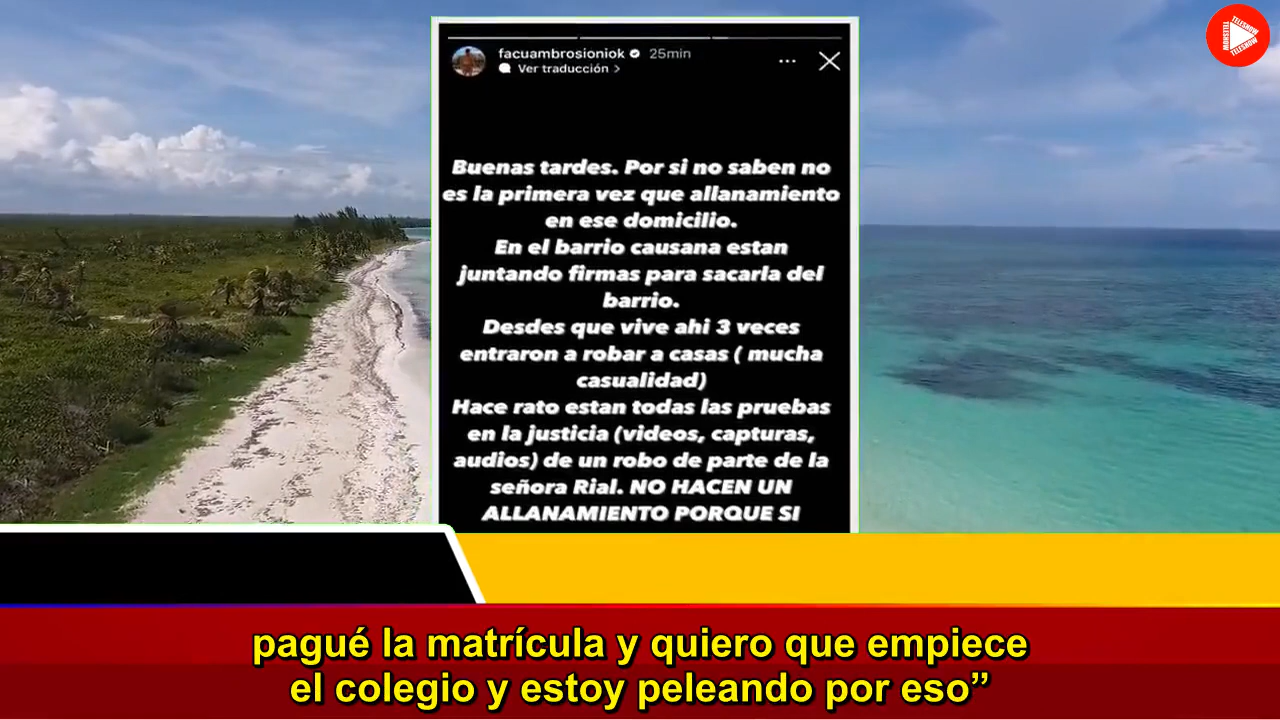 TELESHOW
TELESHOW
TELESHOW
facuambrosioniok 25min
Ver traducción >
Buenas tardes. Por si no saben no
es la primera vez que allanamiento
en ese domicilio.
En el barrio causana estan
juntando firmas para sacarla del
barrio.
Desdes que vive ahi 3 veces
entraron a robar a casas ( mucha
casualidad)
Hace rato estan todas las pruebas
en la justicia (videos, capturas,
audios) de un robo de parte de la
señora Rial. NO HACEN UN
ALLANAMIENTO PORQUE SI
pagué la matrícula y quiero que empiece
el colegio y estoy peleando por eso”